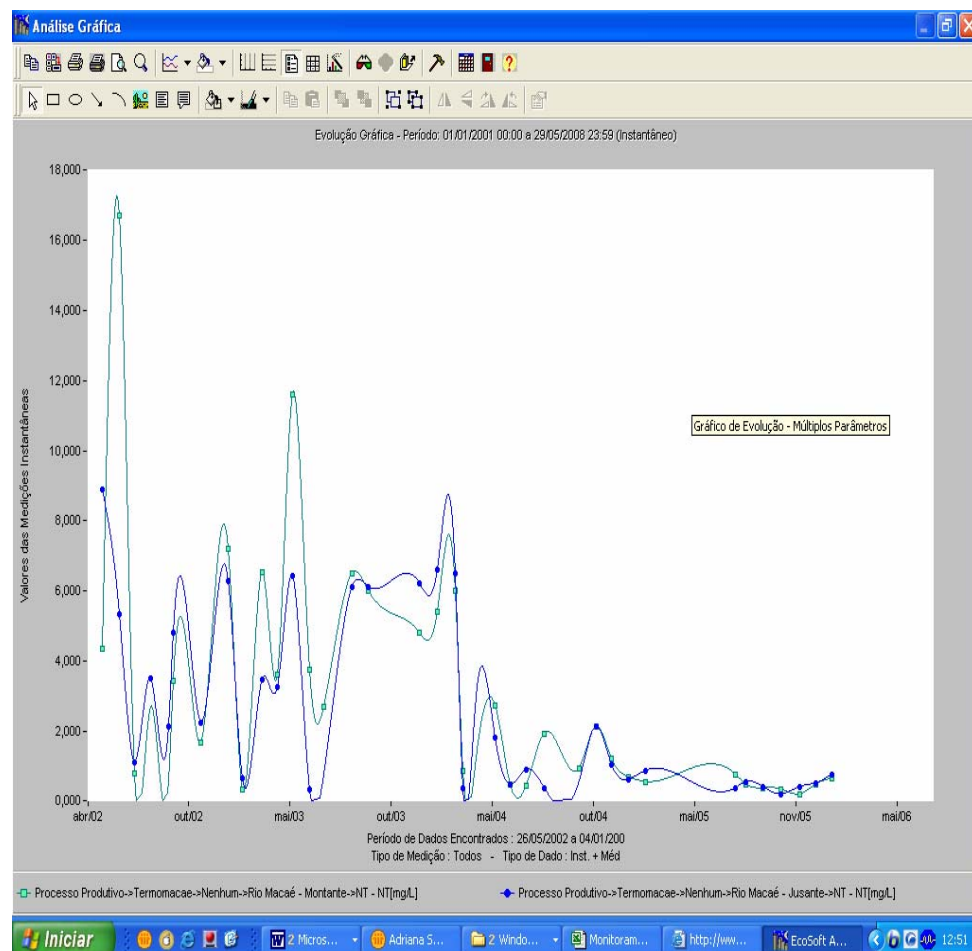 Análise Gráfica
Evolução Gráfica - Período: 01/01/2001 00:00 a 29/05/2008 23:59 (Instantâneo)
18,000
16,000
14,000
12,000
10,000
8,000
6,000
4,000
2,000
0,000
Valores das Medições Instantâneas
Gráfico de Evolução - Múltiplos Parâmetros
abr/02 out/02 mai/03 out/03 mai/04 out/04 mai/05 nov/05 mai/06
Período de Dados Encontrados : 26/05/2002 a 04/01/200
Tipo de Medição : Todos - Tipo de Dado : Inst. + Méd
Processo Produtivo->Termomacae->Nenhum->Rio Macaé - Montante->NT - NT[mg/L]
Processo Produtivo->Termomacae->Nenhum->Rio Macaé - Jusante->NT - NT[mg/L]
Iniciar 2 Micros... Adriana S... 2 Windo... Monitoram... http://ww... EcoSoft A... 12:51